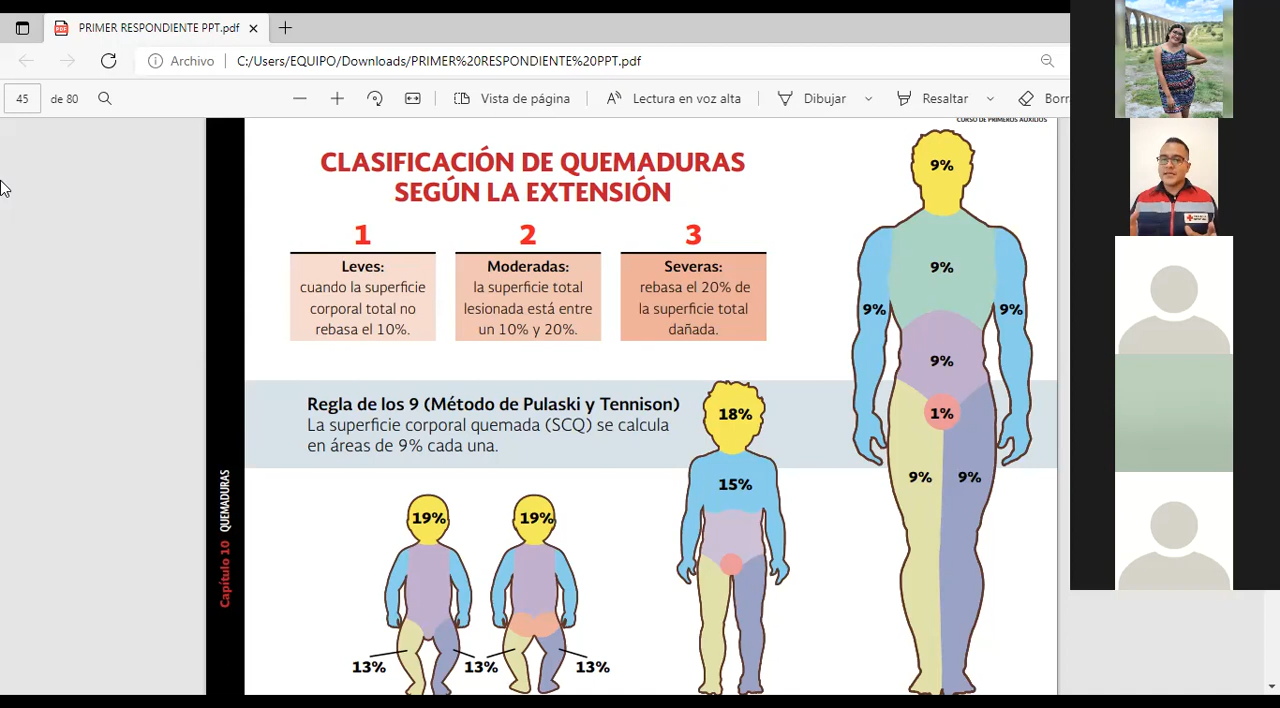 PRIMER RESPONDIENTE PPT.pdf
Archivo
C:/Users/EQUIPO/Downloads/PRIMER%20RESPONDIENTE%20PPT.pdf
45
de 80
Vista de página
Lectura en voz alta
Dibujar
Resaltar
Borr
CURSO DE PRIMEROS AUXILIOS
CLASIFICACIÓN DE QUEMADURAS
SEGÚN LA EXTENSIÓN
1
Leves:
cuando la superficie
corporal total no
rebasa el 10%.
2
Moderadas:
la superficie total
lesionada está entre
un 10% y 20%.
3
Severas:
rebasa el 20% de
la superficie total
dañada.
9%
9%
9%
9%
9%
1%
9%
9%
Regla de los 9 (Método de Pulaski y Tennison)
La superficie corporal quemada (SCQ) se calcula
en áreas de 9% cada una.
18%
15%
19%
19%
13%
13%
13%
Capítulo 10 QUEMADURAS